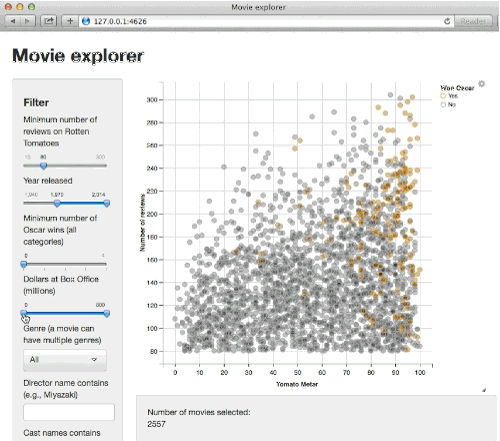 Movie explorer
127.0.0.1:4626
Reader
Movie explorer
Filter
Minimum number of
reviews on Rotten
Tomatoes
10 80 300
Year released
1,940 1,970 2,014
Minimum number of
Oscar wins (all
categories)
0 4
Dollars at Box Office
(millions)
0 800
Genre (a movie can
have multiple genres)
All
Director name contains
(e.g., Miyazaki)
Cast names contains
Number of reviews
300
280
260
240
220
200
180
160
140
120
100
80
0 10 20 30 40 50 60 70 80 90 100
Tomato Meter
Won Oscar
Yes
No
Number of movies selected:
2557